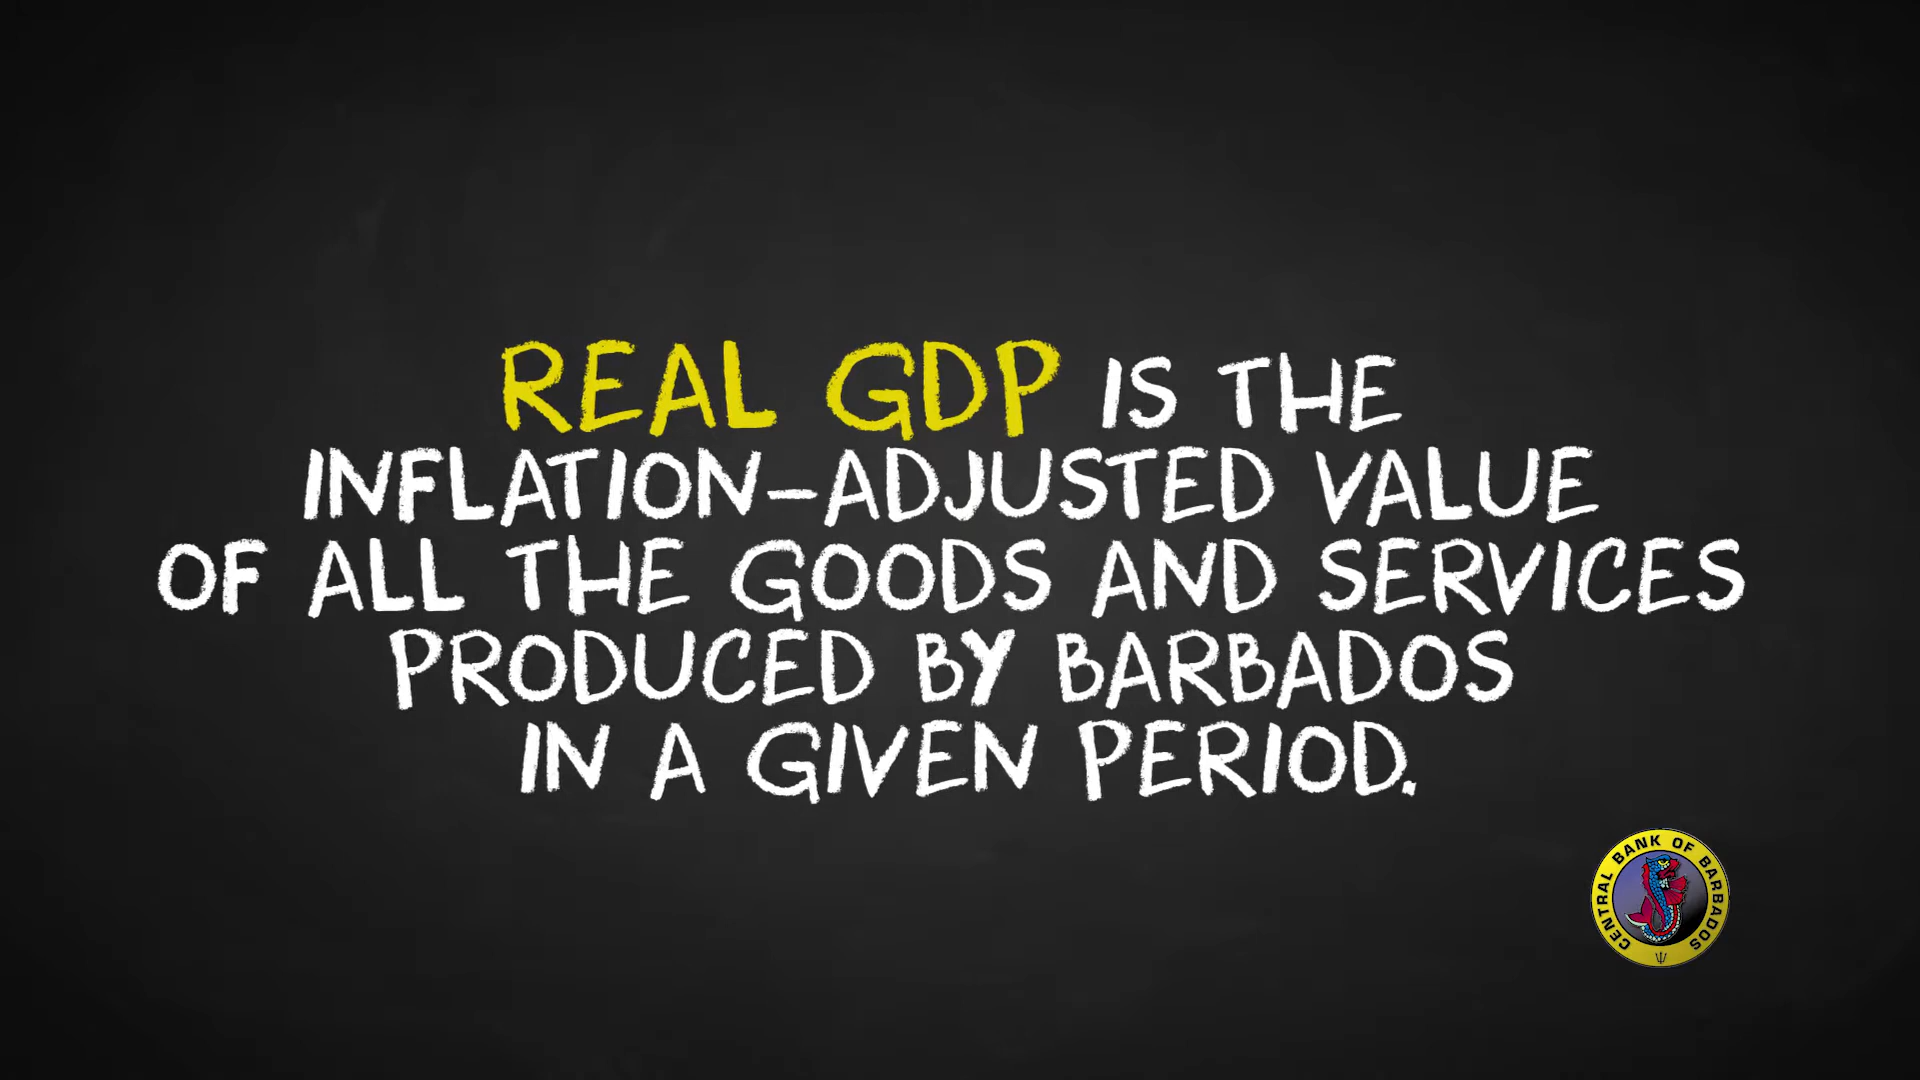 REAL GDP IS THE
INFLATION-ADJUSTED VALUE
OF ALL THE GOODS AND SERVICES
PRODUCED BY BARBADOS
IN A GIVEN PERIOD.
CENTRAL BANK OF BARBADOS